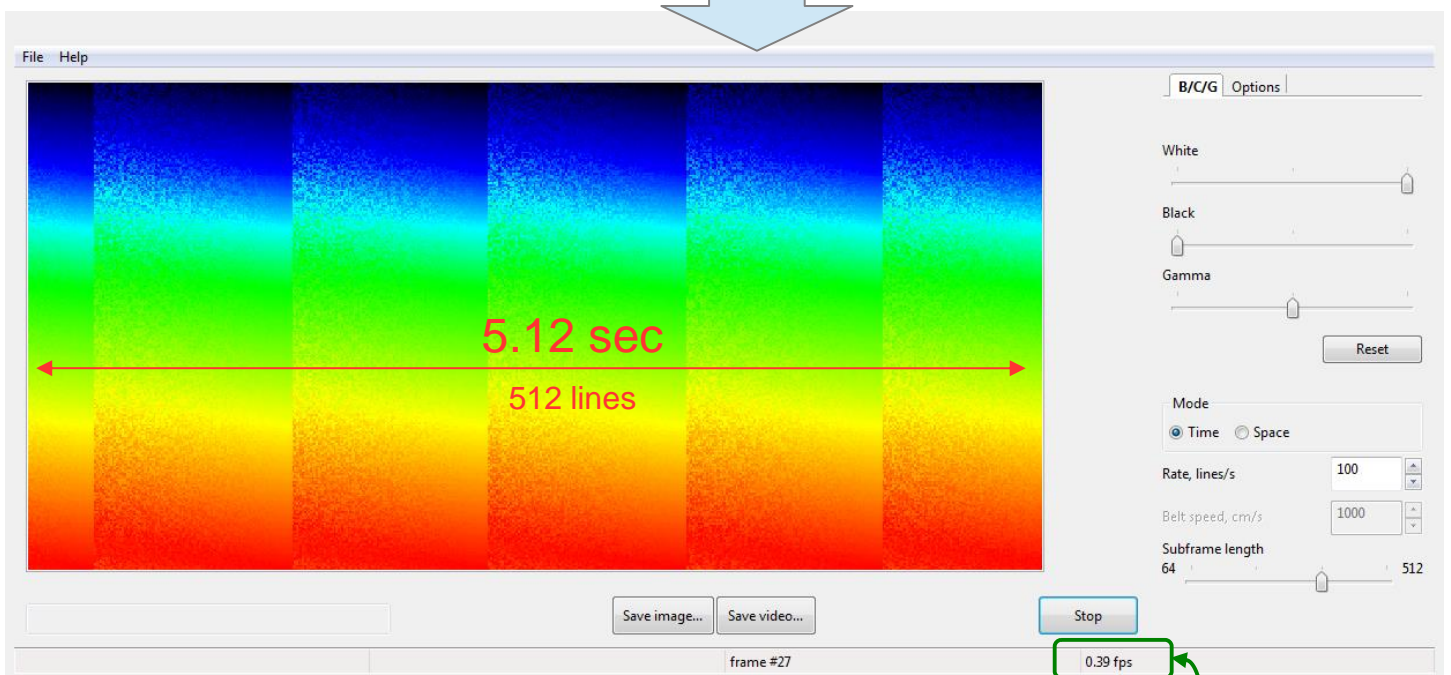 File Help
B/C/G Options
White
Black
Gamma
Reset
5.12 sec
512 lines
Mode
Time Space
Rate, lines/s 100
Belt speed, cm/s 1000
Subframe length
64 512
Save image... Save video... Stop
frame #27 0.39 fps